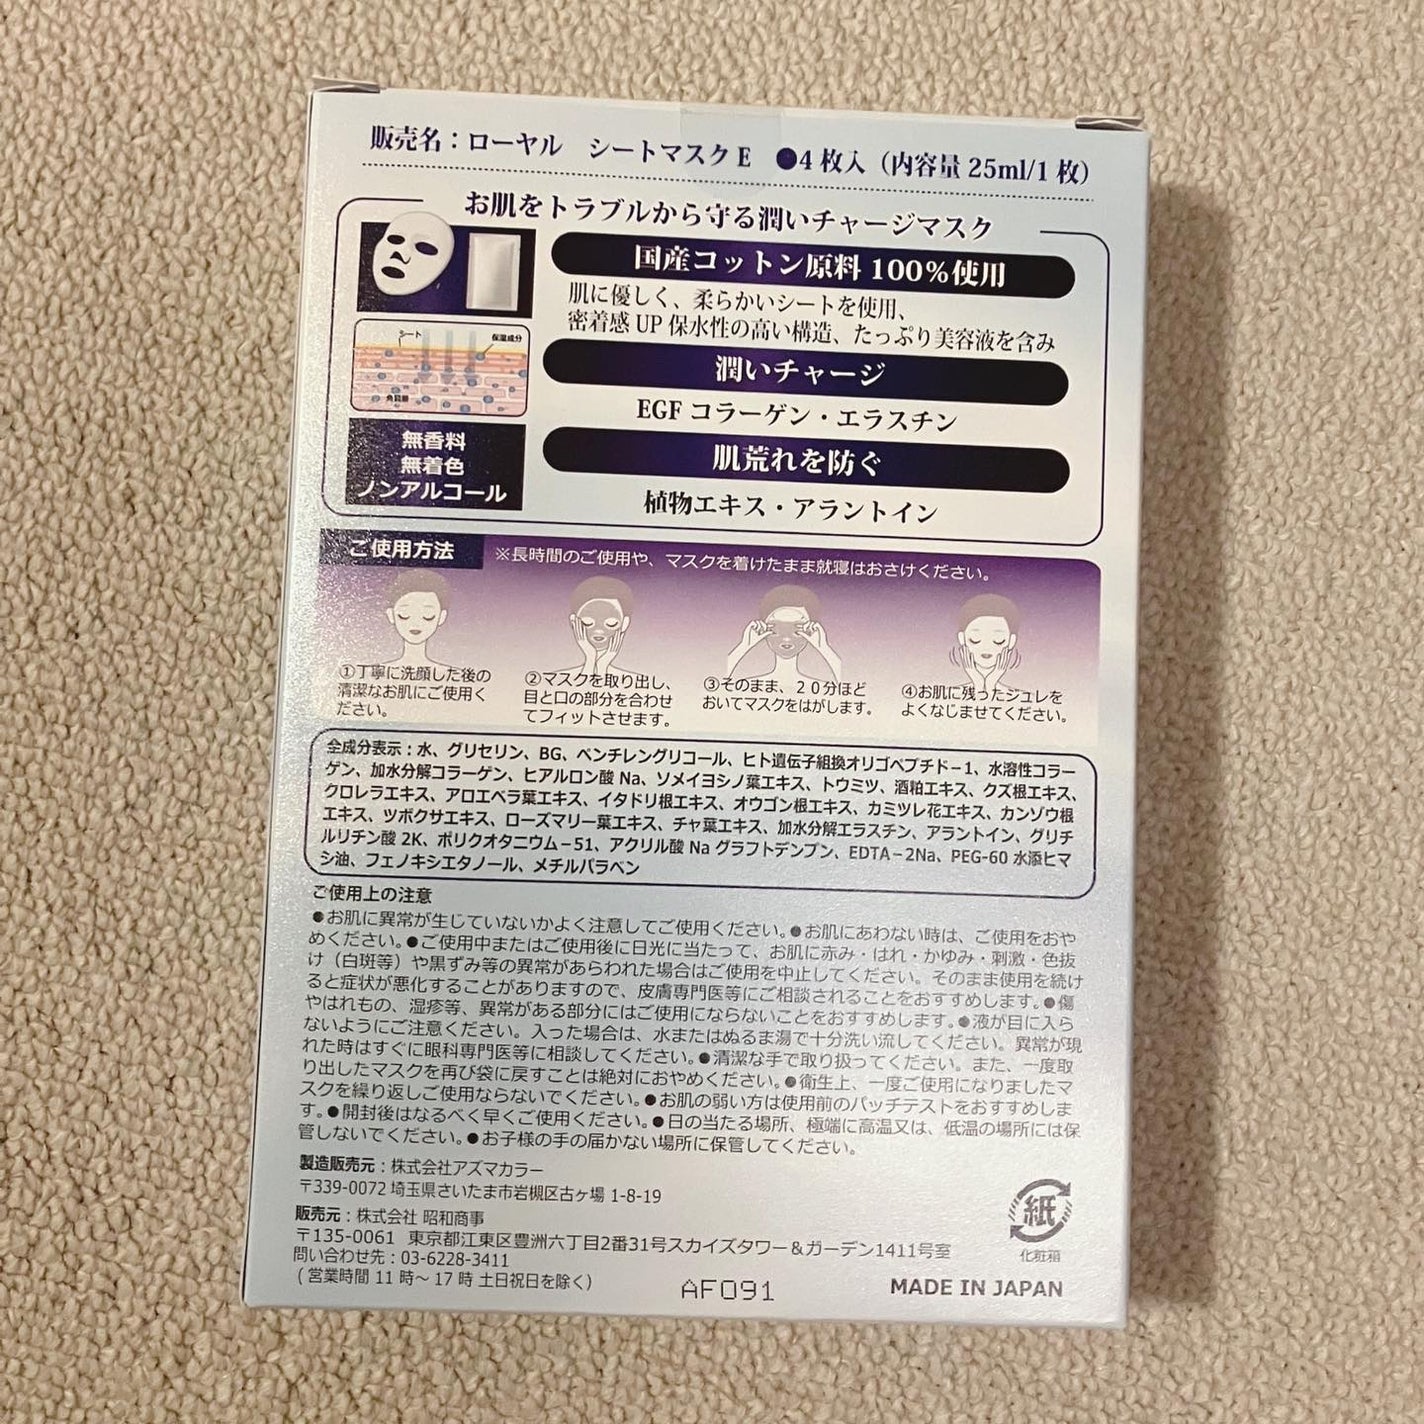 販売名：ローヤル　シートマスク E　●4 枚入（内容量 25ml/1 枚）
お肌をトラブルから守る潤いチャージマスク
国産コットン原料 100%使用
肌に優しく、柔らかいシートを使用、
密着感 UP 保水性の高い構造、たっぷり美容液を含み
シート
保湿成分
角質層
潤いチャージ
EGF コラーゲン・エラスチン
無香料
無着色
ノンアルコール
肌荒れを防ぐ
植物エキス・アラントイン
ご使用方法
※長時間のご使用や、マスクを着けたまま就寝はおさけください。
①丁寧に洗顔した後の
清潔なお肌にご使用く
ださい。
②マスクを取り出し、
目と口の部分を合わせ
てフィットさせます。
③そのまま、２０分ほど
おいてマスクをはがします。
④お肌に残ったジュレを
よくなじませてください。
全成分表示：水、グリセリン、BG、ペンチレングリコール、ヒト遺伝子組換オリゴペプチド－1、水溶性コラー
ゲン、加水分解コラーゲン、ヒアルロン酸 Na、ソメイヨシノ葉エキス、トウミツ、酒粕エキス、クズ根エキス、
クロレラエキス、アロエベラ葉エキス、イタドリ根エキス、オウゴン根エキス、カミツレ花エキス、カンゾウ根
エキス、ツボクサエキス、ローズマリー葉エキス、チャ葉エキス、加水分解エラスチン、アラントイン、グリチ
ルリチン酸 2K、ポリクオタニウム－51、アクリル酸 Na グラフトデンプン、EDTA－2Na、PEG-60 水添ヒマ
シ油、フェノキシエタノール、メチルパラベン
ご使用上の注意
●お肌に異常が生じていないかよく注意してご使用ください。●お肌にあわない時は、ご使用をおや
めください。●ご使用中またはご使用後に日光に当たって、お肌に赤み・はれ・かゆみ・刺激・色抜
け（白斑等）や黒ずみ等の異常があらわれた場合はご使用を中止してください。そのまま使用を続け
ると症状が悪化することがありますので、皮膚専門医等にご相談されることをおすすめします。●傷
やはれもの、湿疹等、異常がある部分にはご使用にならないことをおすすめします。●液が目に入ら
ないようにご注意ください。入った場合は、水またはぬるま湯で十分洗い流してください。異常が現
れた時はすぐに眼科専門医等に相談してください。●清潔な手で取り扱ってください。また、一度取
り出したマスクを再び袋に戻すことは絶対におやめください。●衛生上、一度ご使用になりましたマ
スクを繰り返しご使用ならないでください。●お肌の弱い方は使用前のパッチテストをおすすめしま
す。●開封後はなるべく早くご使用ください。●日の当たる場所、極端に高温又は、低温の場所には保
管しないでください。●お子様の手の届かない場所に保管してください。
製造販売元：株式会社アズマカラー
〒339-0072 埼玉県さいたま市岩槻区古ヶ場 1-8-19
販売元：株式会社 昭和商事
〒135-0061 東京都江東区豊洲六丁目2番31号スカイズタワー＆ガーデン1411号室
問い合わせ先：03-6228-3411
(営業時間 11 時～ 17 時 土日祝日を除く)
紙
化粧箱
AF091
MADE IN JAPAN